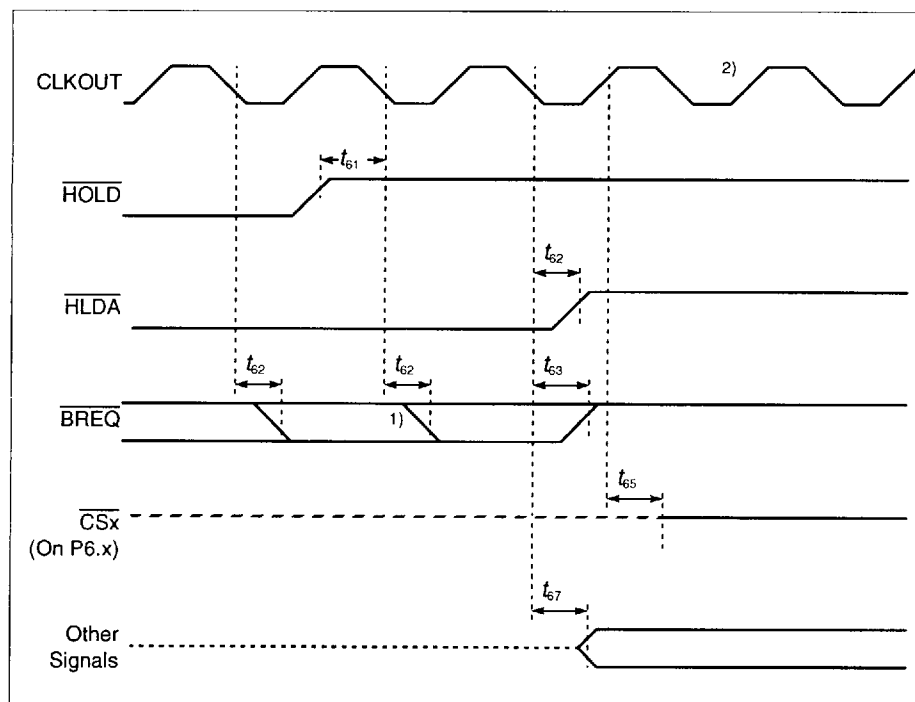 CLKOUT
2)
t61
HOLD
t62
HLDA
t62 t62 t63
BREQ
1)
t65
CSx
(On P6.x)
t67
Other
Signals